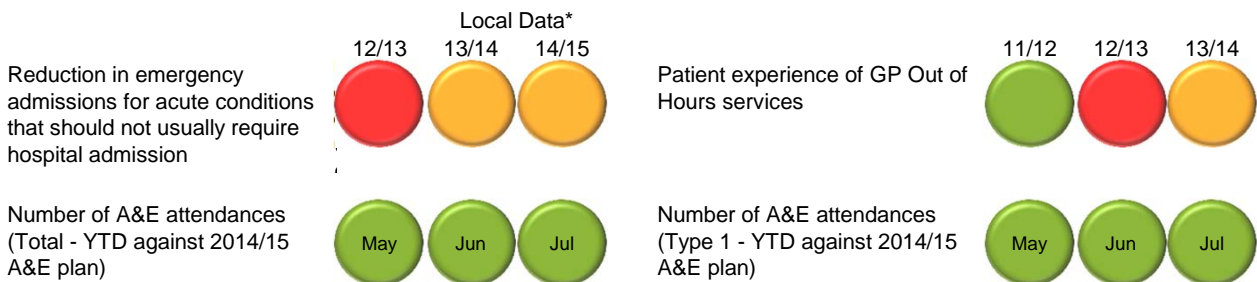 Local Data*
12/13 13/14 14/15
Reduction in emergency
admissions for acute conditions
that should not usually require
hospital admission
11/12 12/13 13/14
Patient experience of GP Out of
Hours services
Number of A&E attendances
(Total - YTD against 2014/15
A&E plan)
May Jun Jul
Number of A&E attendances
(Type 1 - YTD against 2014/15
A&E plan)
May Jun Jul